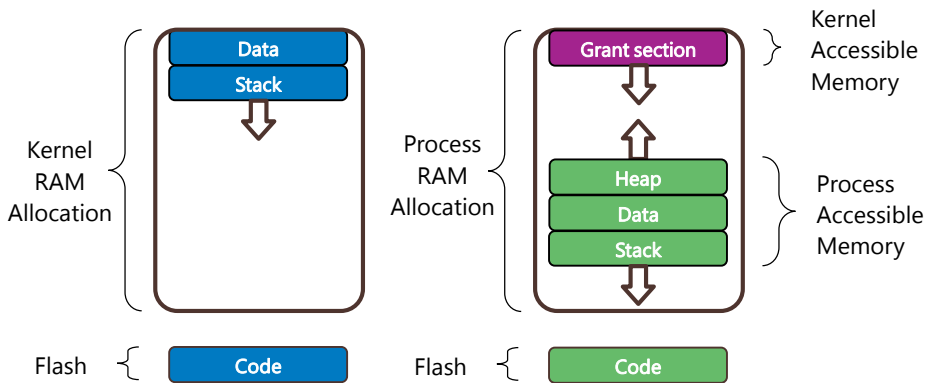 Kernel
RAM
Allocation
Data
Stack
Flash
Code
Process
RAM
Allocation
Grant section
Heap
Data
Stack
Kernel
Accessible
Memory
Process
Accessible
Memory
Flash
Code